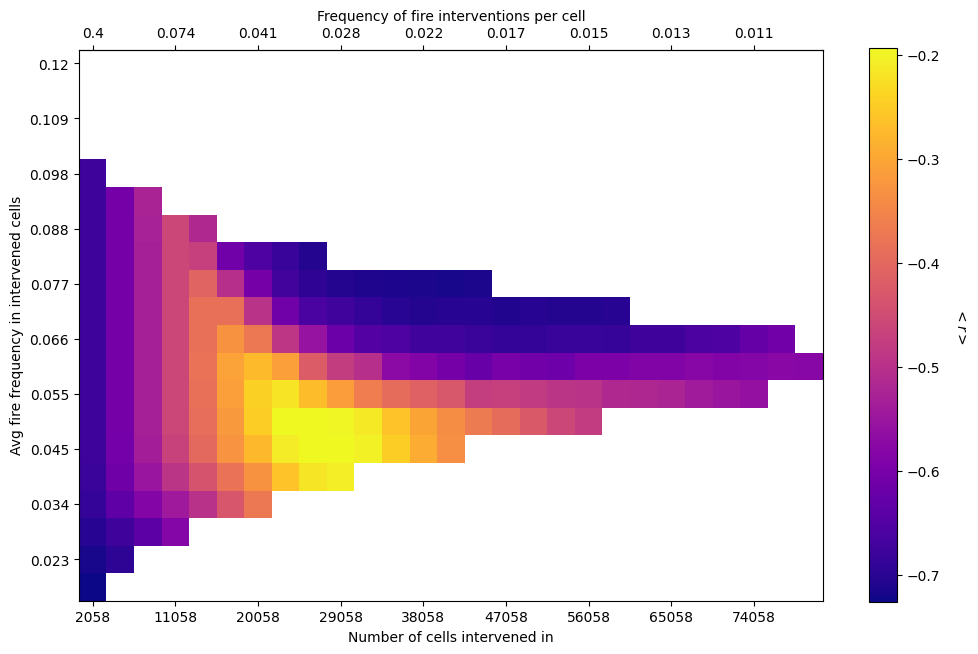 Frequency of fire interventions per cell
0.4 0.074 0.041 0.028 0.022 0.017 0.015 0.013 0.011
Avg fire frequency in intervened cells
0.12
0.109
0.098
0.088
0.077
0.066
0.055
0.045
0.034
0.023
2058 11058 20058 29058 38058 47058 56058 65058 74058
Number of cells intervened in
−0.2
−0.3
−0.4
−0.5
−0.6
−0.7
< r >